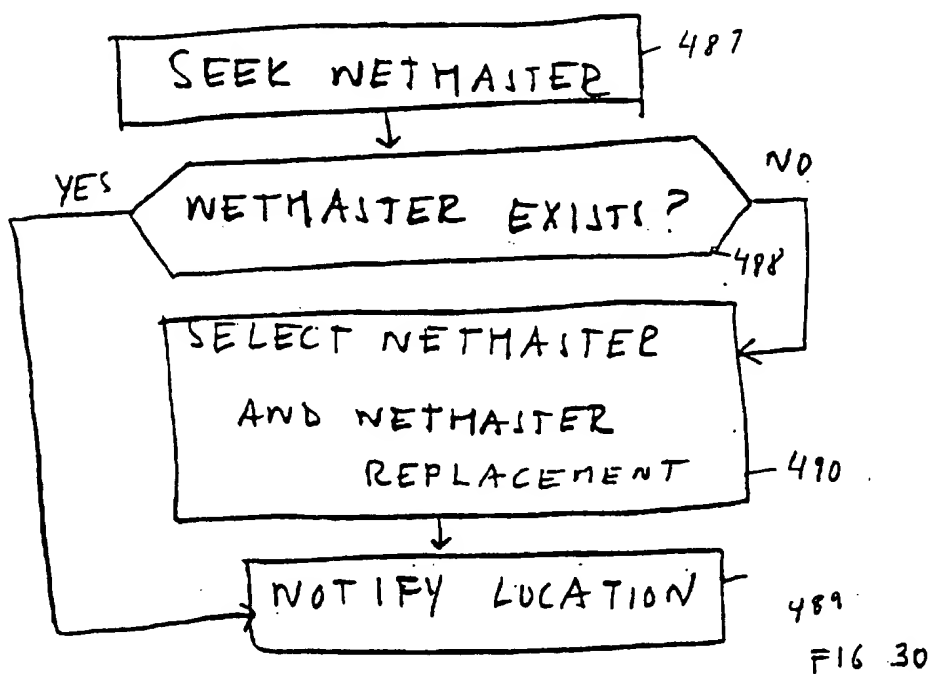 SEEK NETMASTER
487
YES
NETMASTER EXISTS?
NO
488
SELECT NETMASTER
AND NETMASTER
REPLACEMENT
490
NOTIFY LOCATION
489
FIG 30